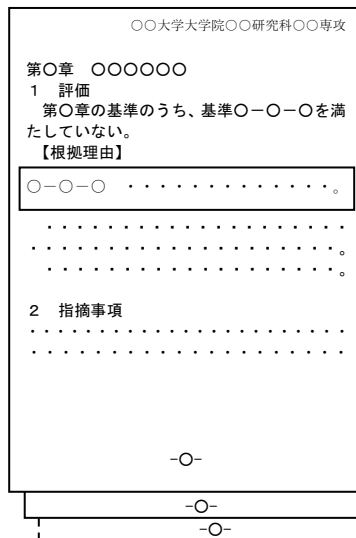 ○○大学大学院○○研究科○○専攻
第○章　○○○○○○
１　評価
第○章の基準のうち、基準○－○－○を満
たしていない。
【根拠理由】
○－○－○　・・・・・・・・・・・・・。
・・・・・・・・・・・・・・・・
・・・・・・・・・・・・・・・・。
・・・・・・・・・・・・・・・・。
２　指摘事項
・・・・・・・・・・・・・・・・・
・・・・・・・・・・・・・・・・・
-○-
-○-
-○-